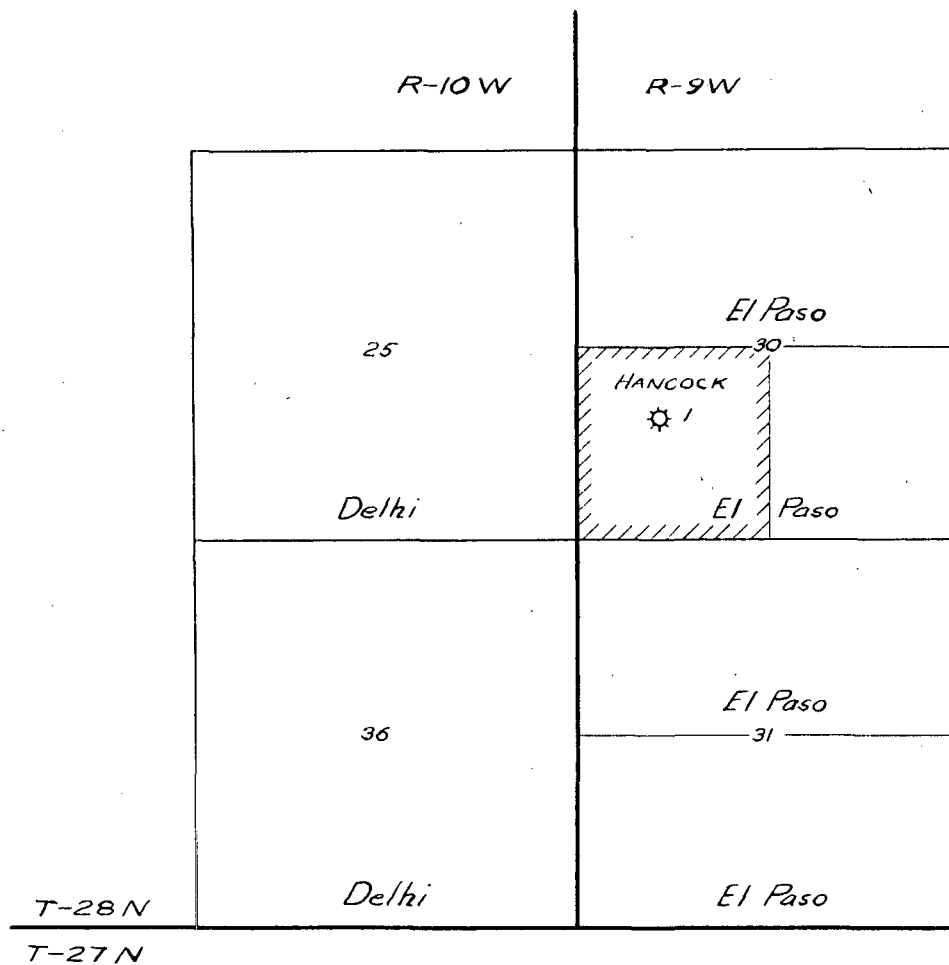 R-10W R-9W
El Paso
25 30
HANCOCK
1
Delhi El Paso
El Paso
36 31
Delhi El Paso
T-28N
T-27N